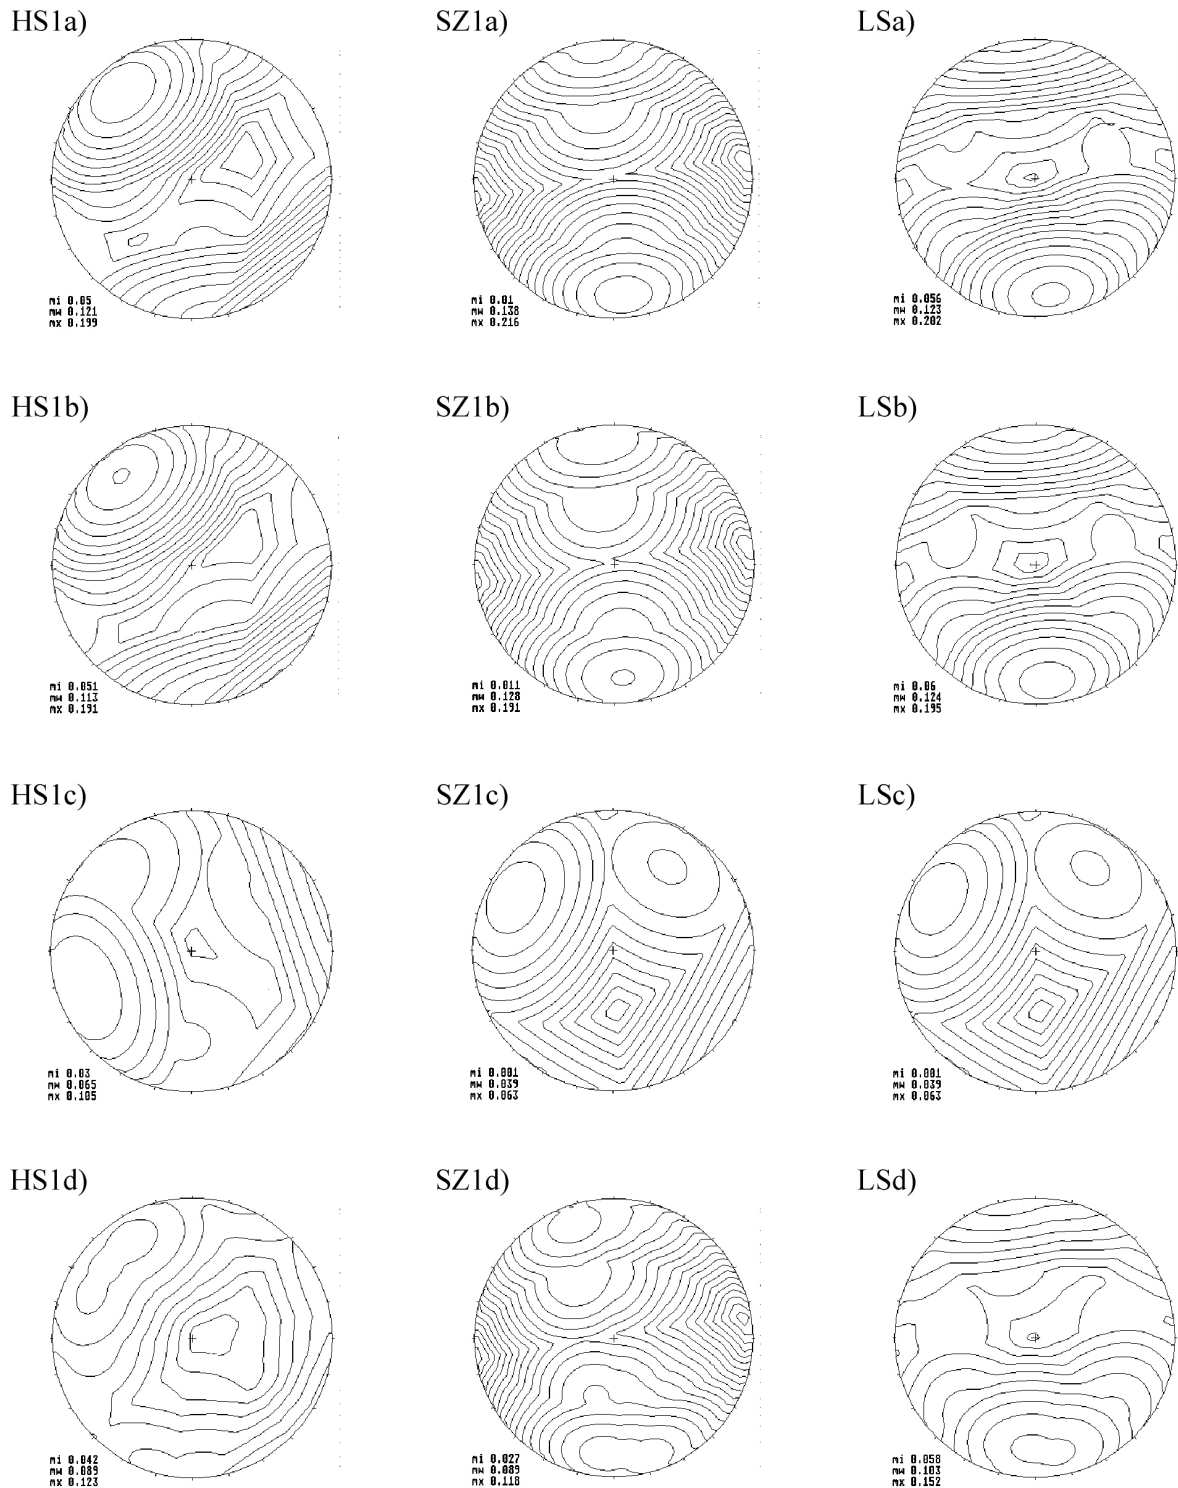 HS1a)
SZ1a)
LSa)
mi 0.05
mw 0.121
mx 0.199
mi 0.01
mw 0.138
mx 0.216
mi 0.056
mw 0.123
mx 0.202
HS1b)
SZ1b)
LSb)
mi 0.051
mw 0.113
mx 0.191
mi 0.011
mw 0.128
mx 0.191
mi 0.06
mw 0.124
mx 0.195
HS1c)
SZ1c)
LSc)
mi 0.03
mw 0.065
mx 0.105
mi 0.001
mw 0.039
mx 0.063
mi 0.001
mw 0.039
mx 0.063
HS1d)
SZ1d)
LSd)
mi 0.042
mw 0.089
mx 0.123
mi 0.027
mw 0.089
mx 0.118
mi 0.058
mw 0.103
mx 0.152